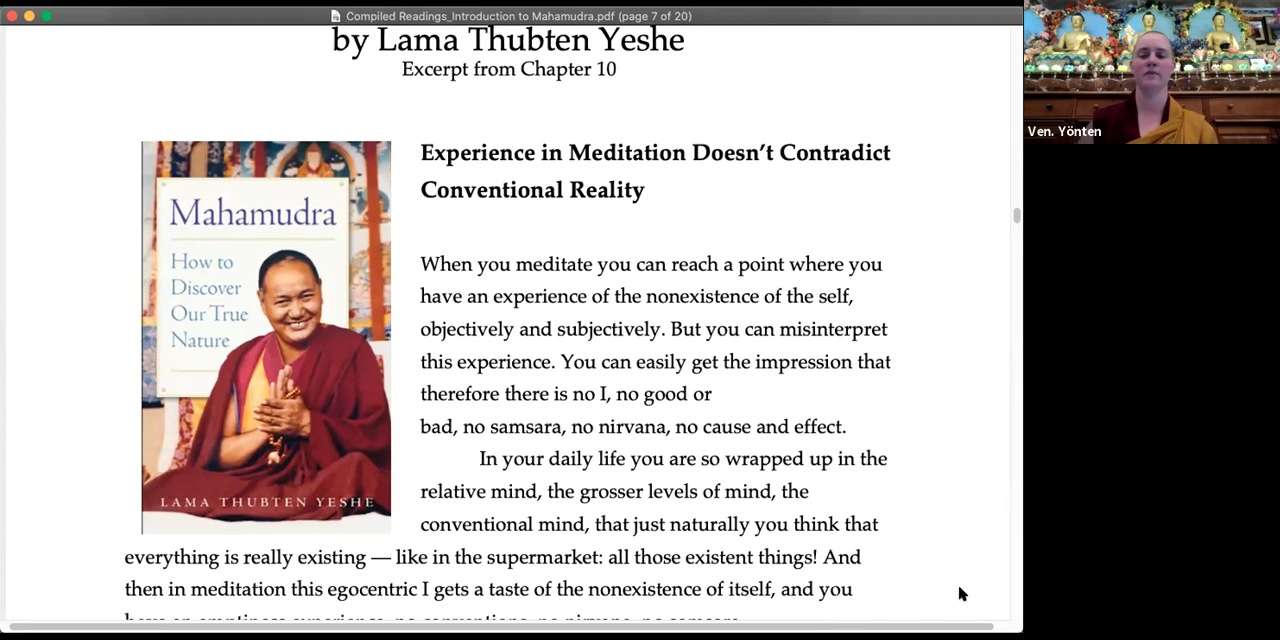 Compiled Readings_Introduction to Mahamudra.pdf (page 7 of 20)
by Lama Thubten Yeshe
Excerpt from Chapter 10
Mahamudra
How to
Discover
Our True
Nature
LAMA THUBTEN YESHE
Experience in Meditation Doesn’t Contradict
Conventional Reality
When you meditate you can reach a point where you
have an experience of the nonexistence of the self,
objectively and subjectively. But you can misinterpret
this experience. You can easily get the impression that
therefore there is no I, no good or
bad, no samsara, no nirvana, no cause and effect.
In your daily life you are so wrapped up in the
relative mind, the grosser levels of mind, the
conventional mind, that just naturally you think that
everything is really existing — like in the supermarket: all those existent things! And
then in meditation this egocentric I gets a taste of the nonexistence of itself, and you
Ven. Yönten